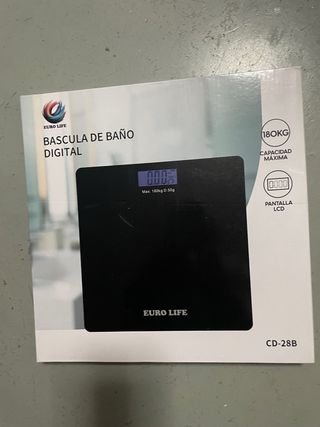 EURO LIFE
BASCULA DE BAÑO
DIGITAL
180KG
CAPACIDAD
MÁXIMA
PANTALLA
LCD
Max. 180kg D:50g
EURO LIFE
CD-28B